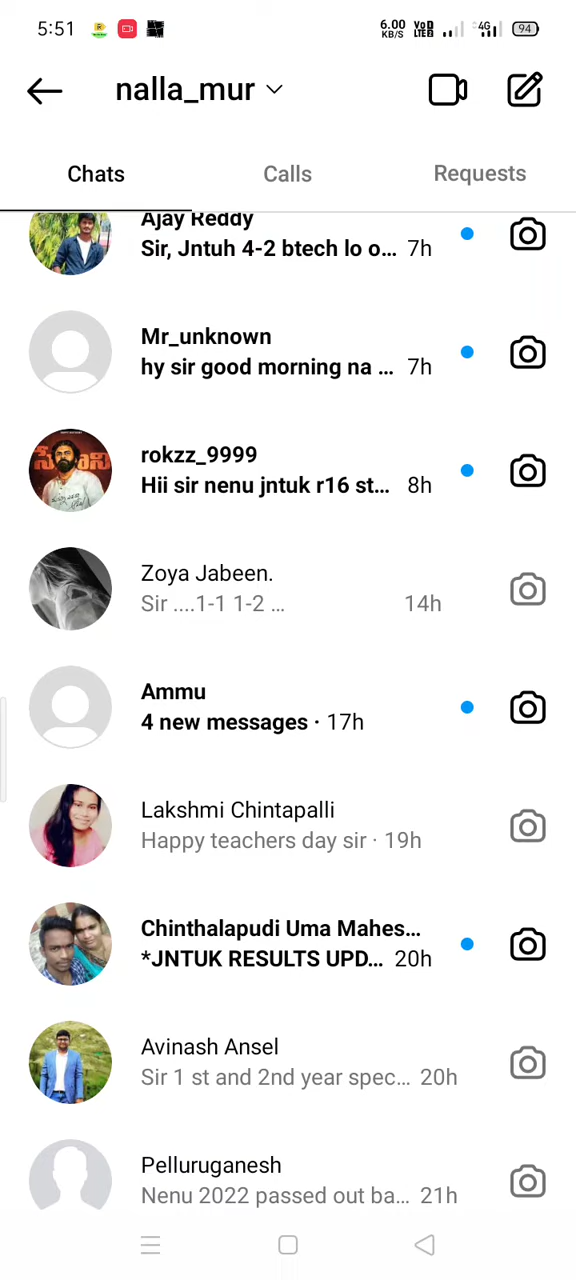 5:51
6.00 KB/S VoD LTE2 4G 94
nalla_mur
Chats Calls Requests
Ajay Reddy
Sir, Jntuh 4-2 btech lo o... 7h
Mr_unknown
hy sir good morning na ... 7h
rokzz_9999
Hii sir nenu jntuk r16 st... 8h
Zoya Jabeen.
Sir ....1-1 1-2 ... 14h
Ammu
4 new messages · 17h
Lakshmi Chintapalli
Happy teachers day sir · 19h
Chinthalapudi Uma Mahes...
*JNTUK RESULTS UPD... 20h
Avinash Ansel
Sir 1 st and 2nd year spec... 20h
Pelluruganesh
Nenu 2022 passed out ba... 21h